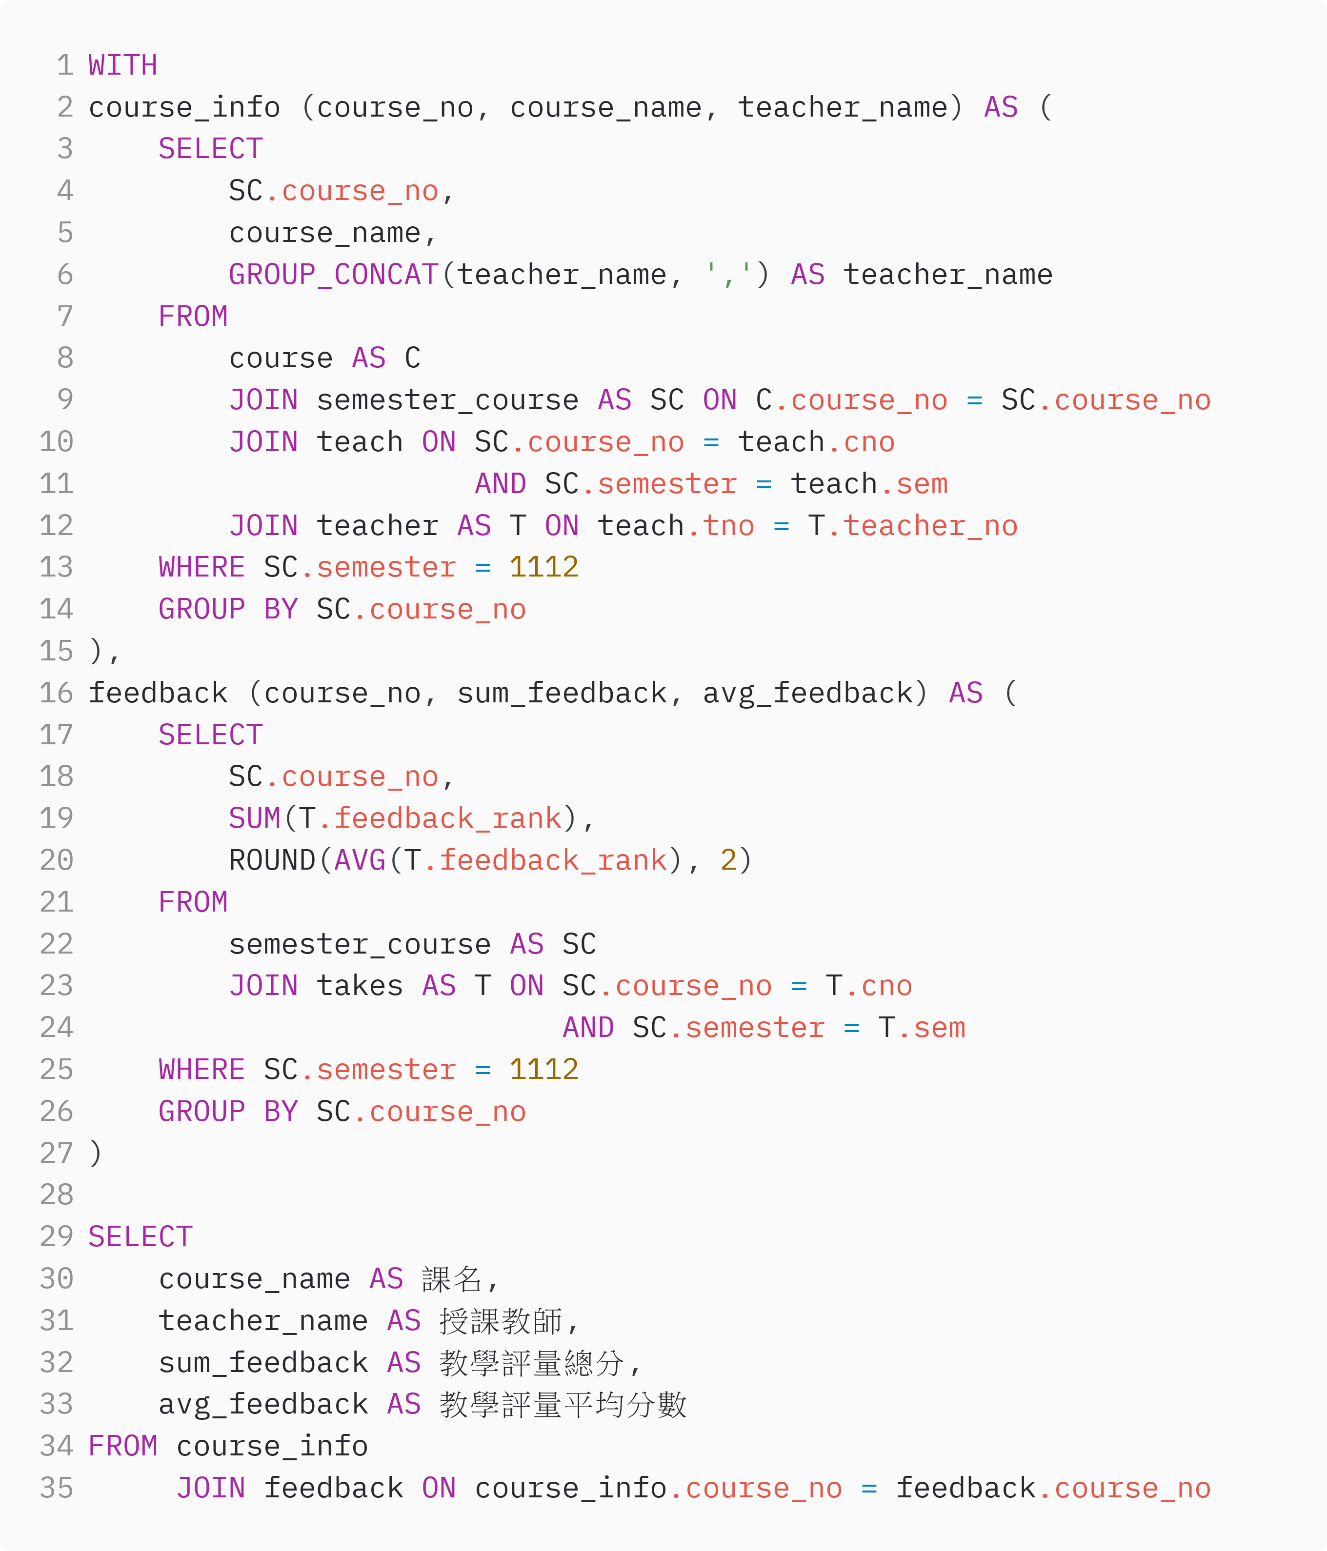 1 WITH
2 course_info (course_no, course_name, teacher_name) AS (
3     SELECT
4         SC.course_no,
5         course_name,
6         GROUP_CONCAT(teacher_name, ',') AS teacher_name
7     FROM
8         course AS C
9         JOIN semester_course AS SC ON C.course_no = SC.course_no
10         JOIN teach ON SC.course_no = teach.cno
11                       AND SC.semester = teach.sem
12         JOIN teacher AS T ON teach.tno = T.teacher_no
13     WHERE SC.semester = 1112
14     GROUP BY SC.course_no
15 ),
16 feedback (course_no, sum_feedback, avg_feedback) AS (
17     SELECT
18         SC.course_no,
19         SUM(T.feedback_rank),
20         ROUND(AVG(T.feedback_rank), 2)
21     FROM
22         semester_course AS SC
23         JOIN takes AS T ON SC.course_no = T.cno
24                            AND SC.semester = T.sem
25     WHERE SC.semester = 1112
26     GROUP BY SC.course_no
27 )
28
29 SELECT
30     course_name AS 課名,
31     teacher_name AS 授課教師,
32     sum_feedback AS 教學評量總分,
33     avg_feedback AS 教學評量平均分數
34 FROM course_info
35      JOIN feedback ON course_info.course_no = feedback.course_no